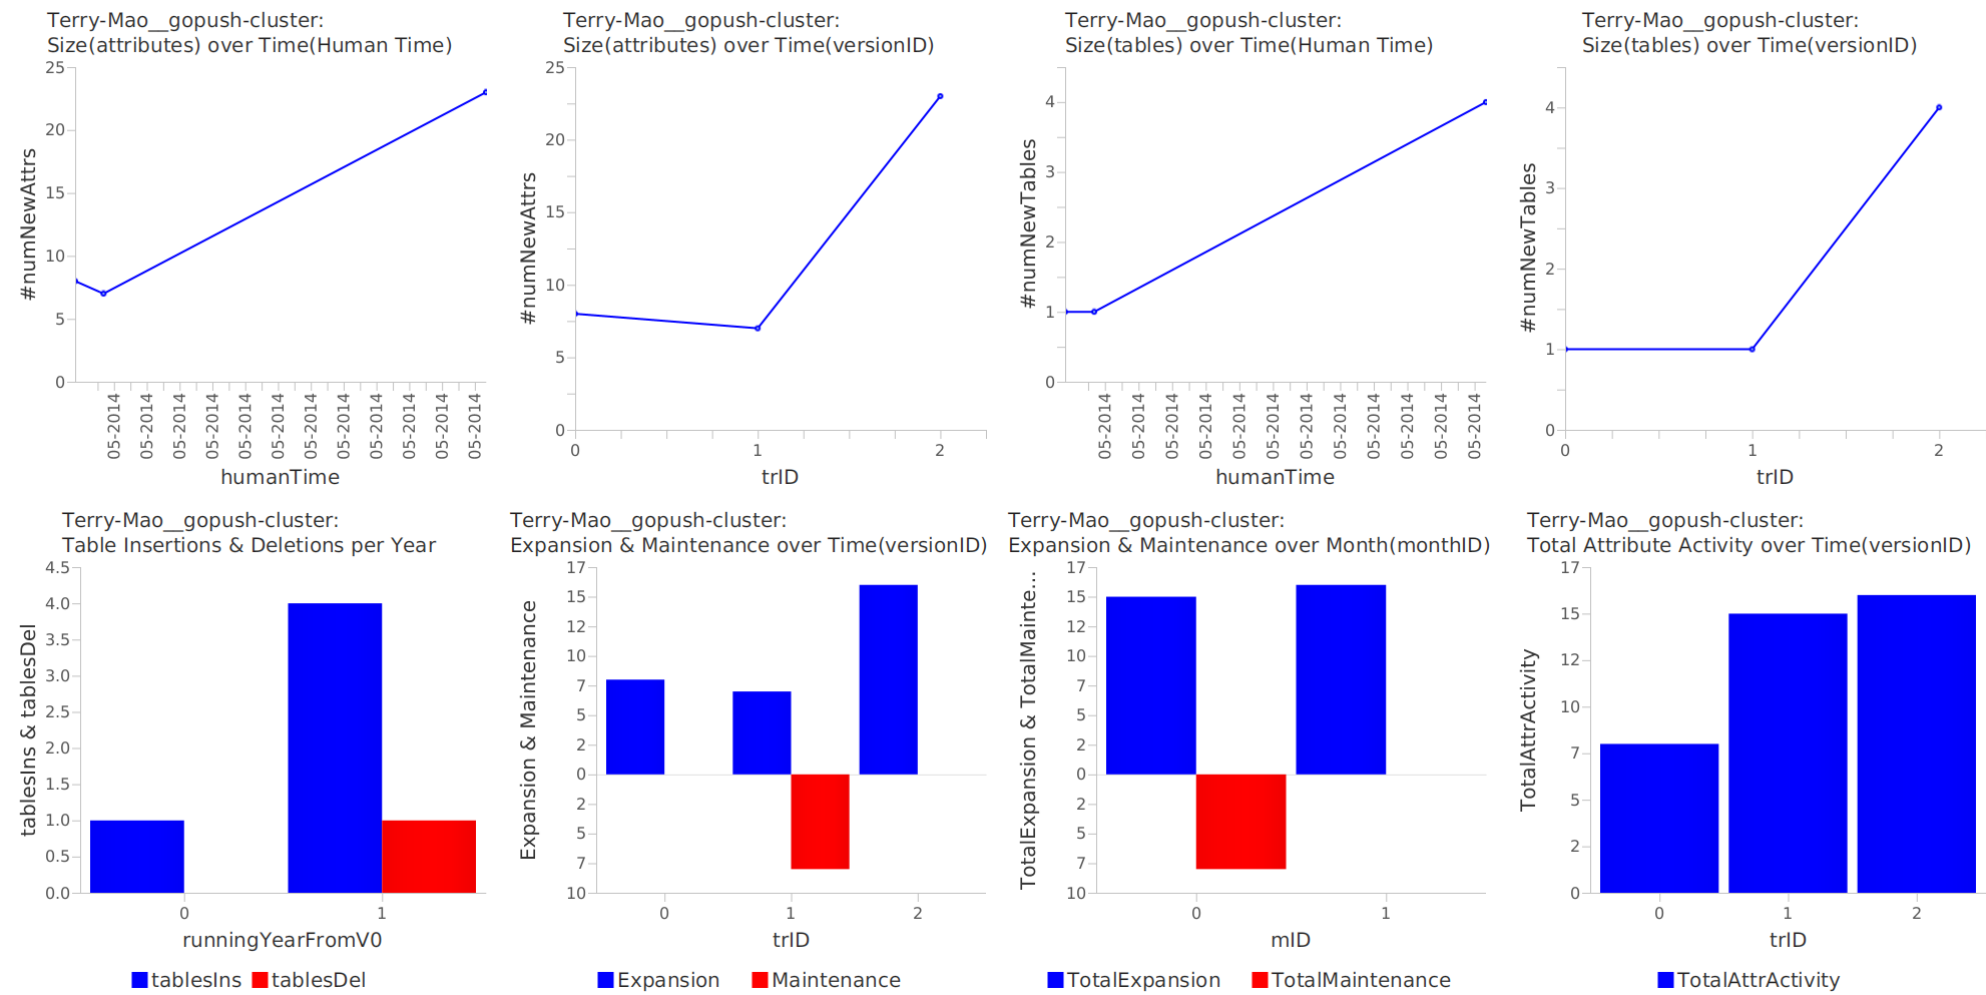 Terry-Mao__gopush-cluster:
Size(attributes) over Time(Human Time)
25
20
15
10
5
0
#numNewAttrs
05-2014
05-2014
05-2014
05-2014
05-2014
05-2014
05-2014
05-2014
05-2014
05-2014
05-2014
05-2014
humanTime
Terry-Mao__gopush-cluster:
Size(attributes) over Time(versionID)
25
20
15
10
5
0
#numNewAttrs
0 1 2
trID
Terry-Mao__gopush-cluster:
Size(tables) over Time(Human Time)
4
3
2
1
0
#numNewTables
05-2014
05-2014
05-2014
05-2014
05-2014
05-2014
05-2014
05-2014
05-2014
05-2014
05-2014
05-2014
humanTime
Terry-Mao__gopush-cluster:
Size(tables) over Time(versionID)
4
3
2
1
0
#numNewTables
0 1 2
trID
Terry-Mao__gopush-cluster:
Table Insertions & Deletions per Year
4.5
4.0
3.5
3.0
2.5
2.0
1.5
1.0
0.5
0.0
tablesIns & tablesDel
0 1
runningYearFromV0
tablesIns tablesDel
Terry-Mao__gopush-cluster:
Expansion & Maintenance over Time(versionID)
17
15
12
10
7
5
2
0
2
5
7
10
Expansion & Maintenance
0 1 2
trID
Expansion Maintenance
Terry-Mao__gopush-cluster:
Expansion & Maintenance over Month(monthID)
17
15
12
10
7
5
2
0
2
5
7
10
TotalExpansion & TotalMainte...
0 1
mID
TotalExpansion TotalMaintenance
Terry-Mao__gopush-cluster:
Total Attribute Activity over Time(versionID)
17
15
12
10
7
5
2
0
TotalAttrActivity
0 1 2
trID
TotalAttrActivity